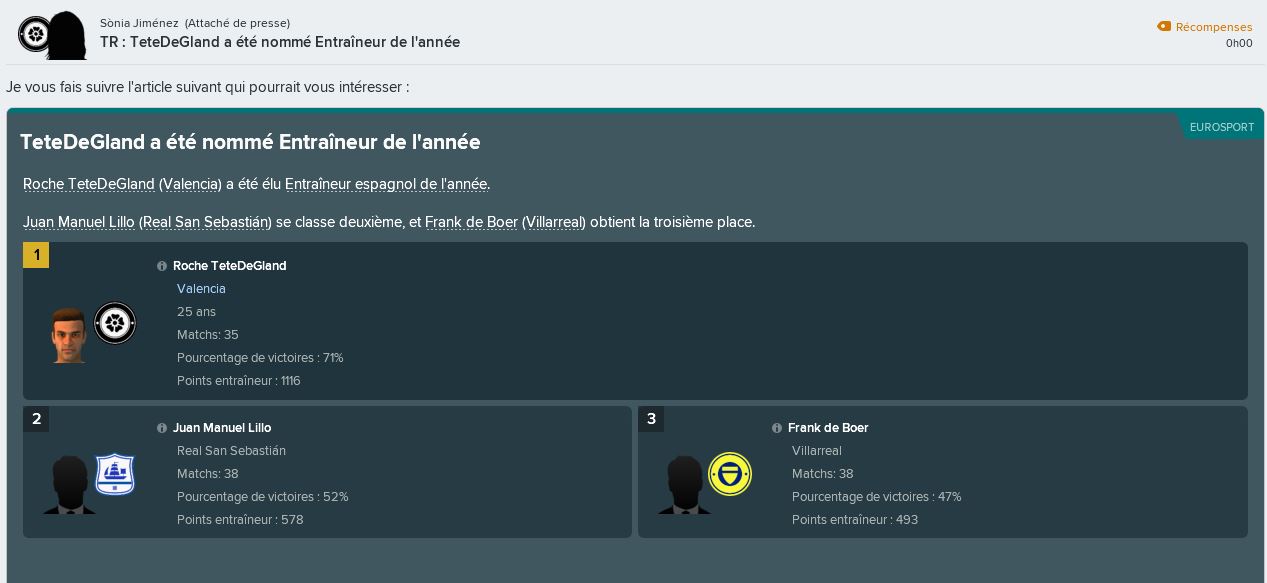 Sònia Jiménez (Attaché de presse)
TR : TeteDeGland a été nommé Entraîneur de l'année
Récompenses
0h00
Je vous fais suivre l'article suivant qui pourrait vous intéresser :
EUROSPORT
TeteDeGland a été nommé Entraîneur de l'année
Roche TeteDeGland (Valencia) a été élu Entraîneur espagnol de l'année.
Juan Manuel Lillo (Real San Sebastián) se classe deuxième, et Frank de Boer (Villarreal) obtient la troisième place.
1
Roche TeteDeGland
Valencia
25 ans
Matchs: 35
Pourcentage de victoires : 71%
Points entraîneur : 1116
2
Juan Manuel Lillo
Real San Sebastián
Matchs: 38
Pourcentage de victoires : 52%
Points entraîneur : 578
3
Frank de Boer
Villarreal
Matchs: 38
Pourcentage de victoires : 47%
Points entraîneur : 493